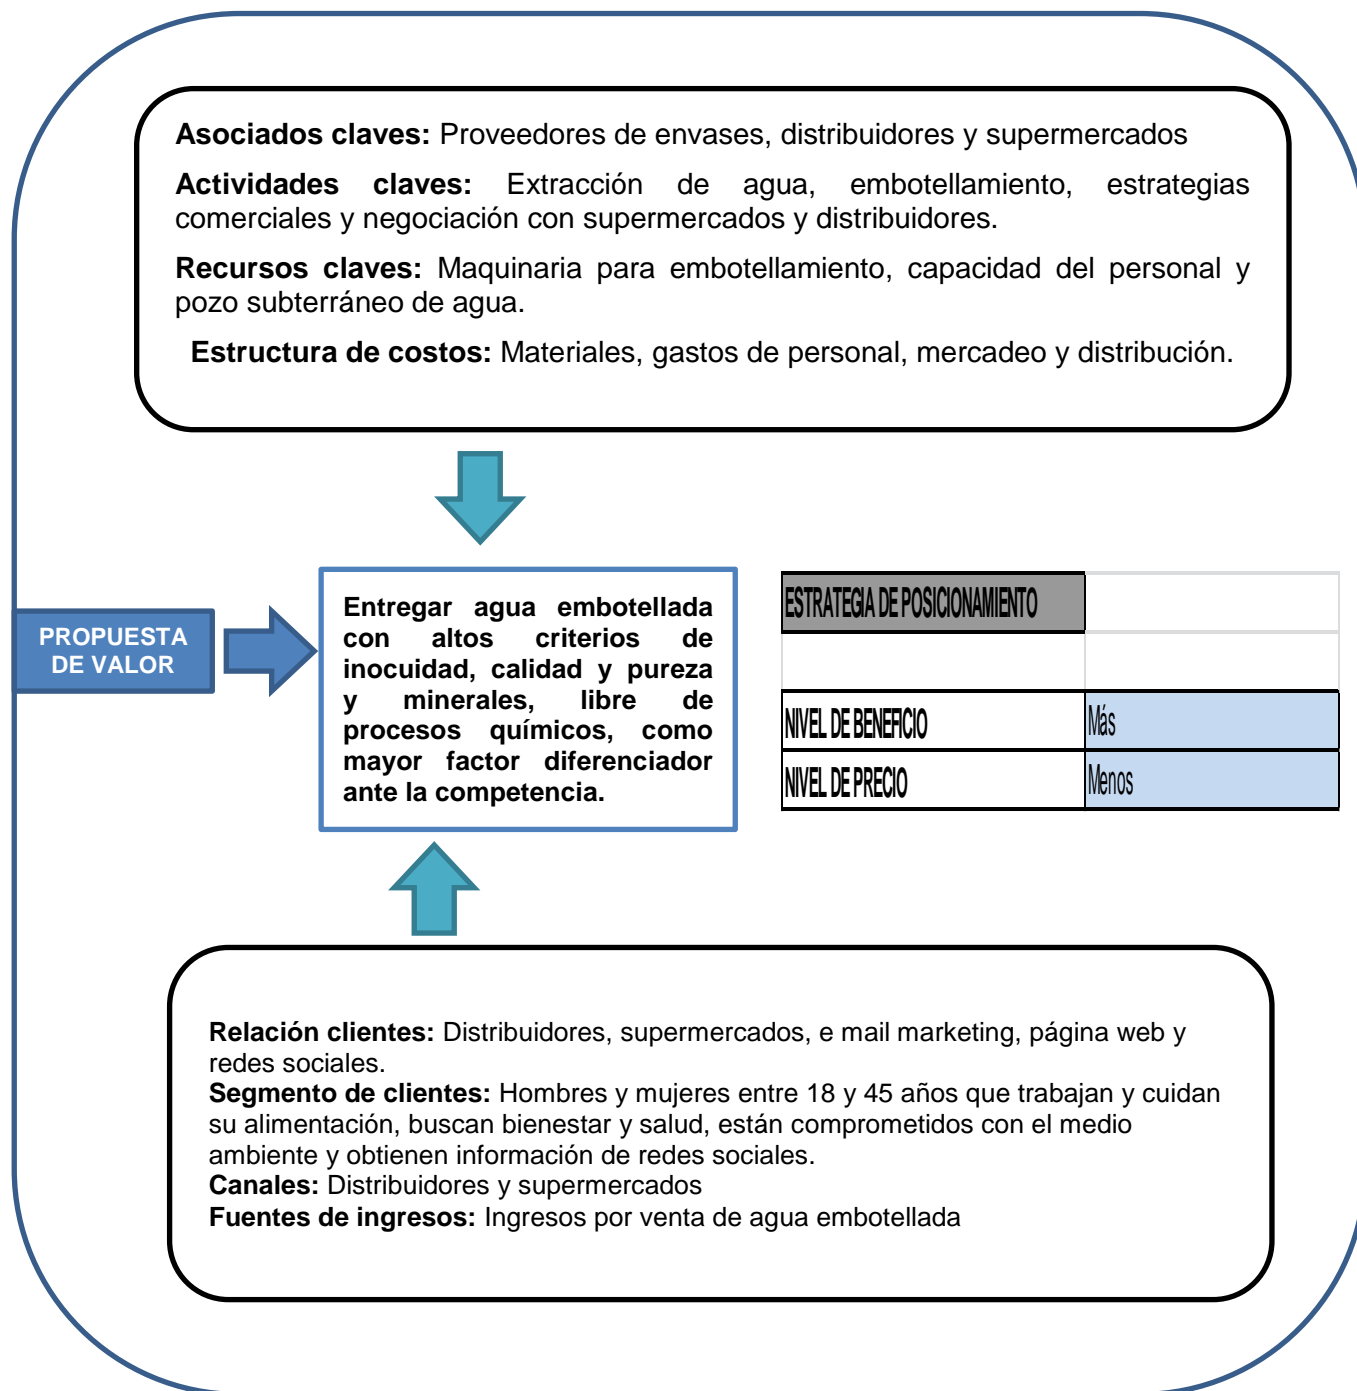 Asociados claves: Proveedores de envases, distribuidores y supermercados
Actividades claves: Extracción de agua, embotellamiento, estrategias
comerciales y negociación con supermercados y distribuidores.
Recursos claves: Maquinaria para embotellamiento, capacidad del personal y
pozo subterráneo de agua.
Estructura de costos: Materiales, gastos de personal, mercadeo y distribución.
PROPUESTA
DE VALOR
Entregar agua embotellada
con altos criterios de
inocuidad, calidad y pureza
y minerales, libre de
procesos químicos, como
mayor factor diferenciador
ante la competencia.
ESTRATEGIA DE POSICIONAMIENTO
NIVEL DE BENEFICIO Más
NIVEL DE PRECIO Menos
Relación clientes: Distribuidores, supermercados, e mail marketing, página web y
redes sociales.
Segmento de clientes: Hombres y mujeres entre 18 y 45 años que trabajan y cuidan
su alimentación, buscan bienestar y salud, están comprometidos con el medio
ambiente y obtienen información de redes sociales.
Canales: Distribuidores y supermercados
Fuentes de ingresos: Ingresos por venta de agua embotellada